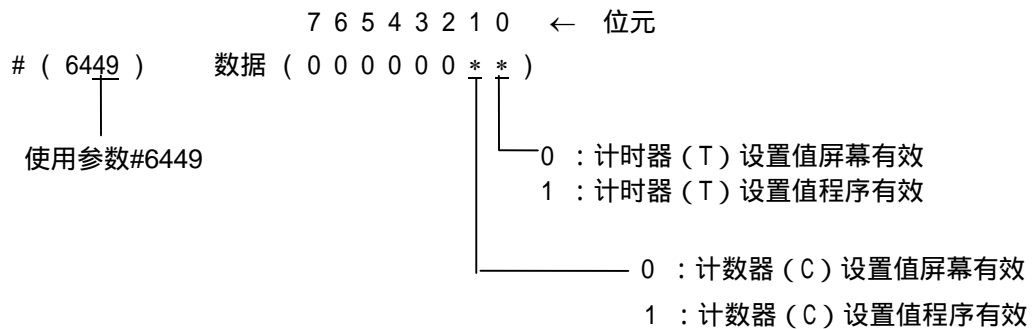 7 6 5 4 3 2 1 0 ← 位元
# ( 6449 ) 数据 ( 0 0 0 0 0 0 * * )
使用参数#6449
0 :计时器(T)设置值屏幕有效
1 :计时器(T)设置值程序有效
0 :计数器(C)设置值屏幕有效
1 :计数器(C)设置值程序有效